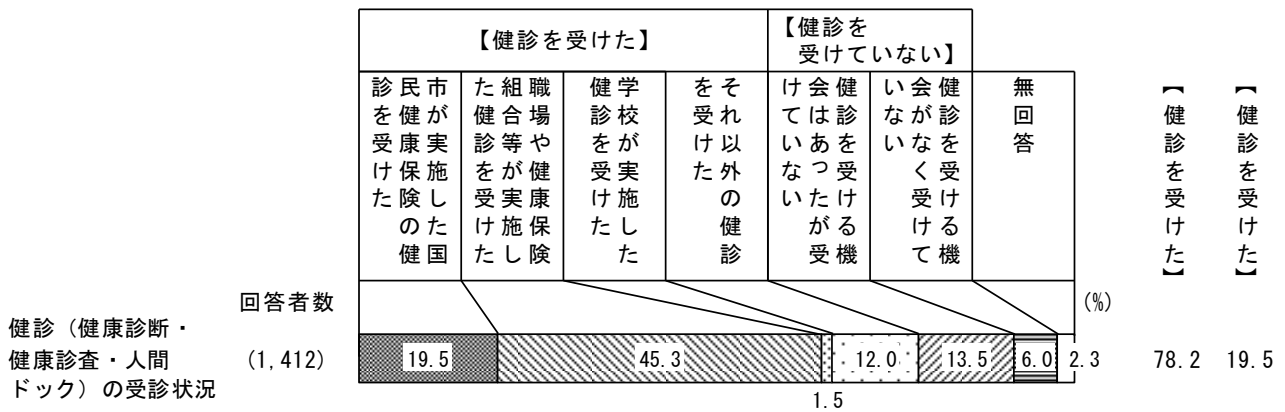 【健診を受けた】
【健診を
受けていない】
市が実施した国
民健康保険の健
診を受けた
職場や健康保険
組合等が実施し
た健診を受けた
学校が実施した
健診を受けた
それ以外の健診
を受けた
健診を受ける機
会はあったが受
けていない
健診を受ける機
会がなく受けて
いない
無回答
【健診を受けた】
【健診を受けた】
回答者数
(%)
健診（健康診断・
健康診査・人間
ドック）の受診状況
(1,412)
19.5
45.3
1.5
12.0
13.5
6.0
2.3
78.2
19.5